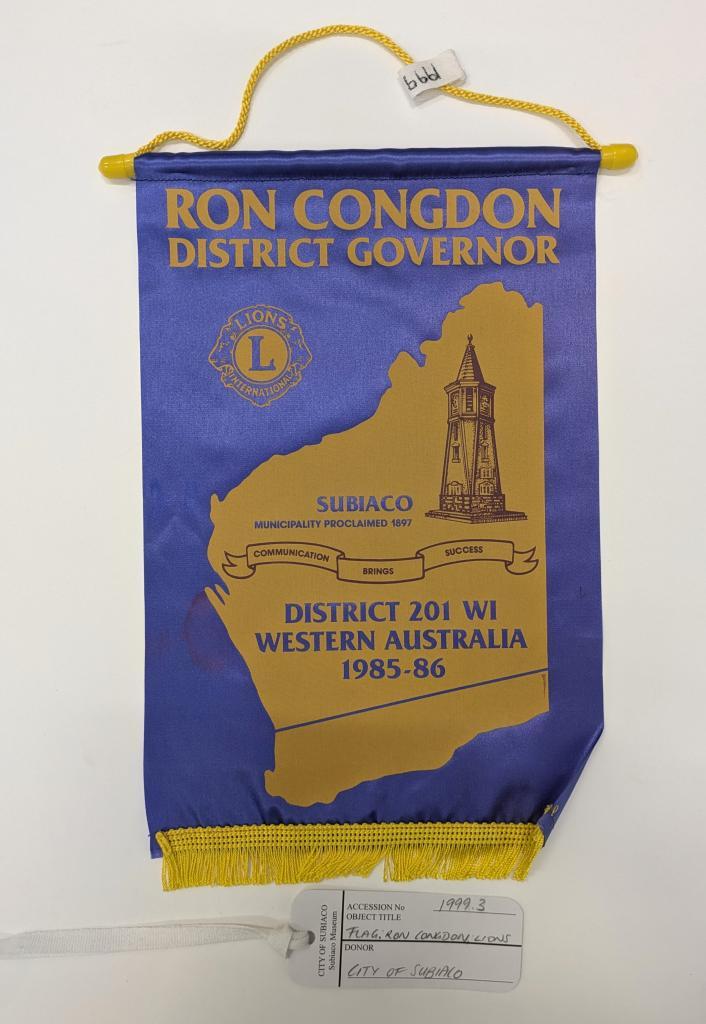 RON CONGDON
DISTRICT GOVERNOR
LIONS
L
INTERNATIONAL
SUBIACO
MUNICIPALITY PROCLAIMED 1897
COMMUNICATION
BRINGS
SUCCESS
DISTRICT 201 WI
WESTERN AUSTRALIA
1985-86
CITY OF SUBIACO
Subiaco Museum
ACCESSION No 1999.3
OBJECT TITLE
FLAG: RON CONGDON; LIONS
DONOR
CITY OF SUBIACO